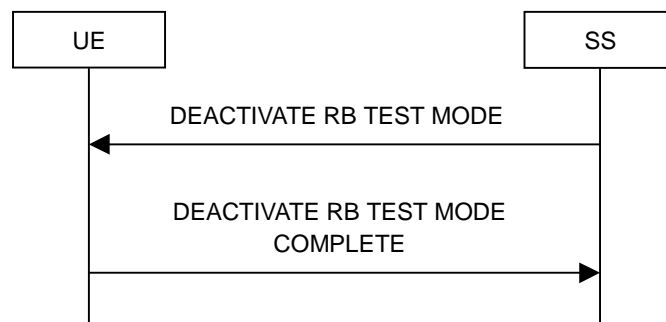 UE
SS
DEACTIVATE RB TEST MODE
DEACTIVATE RB TEST MODE
COMPLETE